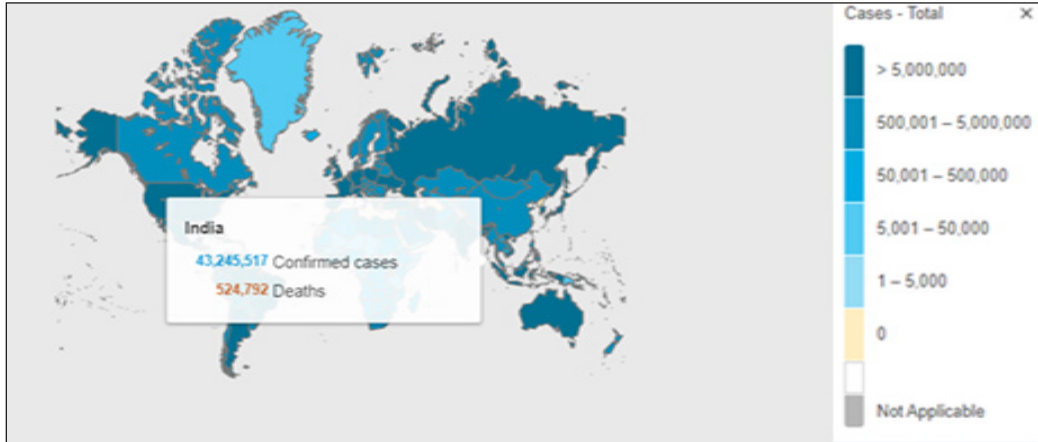 Cases - Total ×
> 5,000,000
500,001 – 5,000,000
50,001 – 500,000
5,001 – 50,000
1 – 5,000
0
Not Applicable
India
43,245,517 Confirmed cases
524,792 Deaths